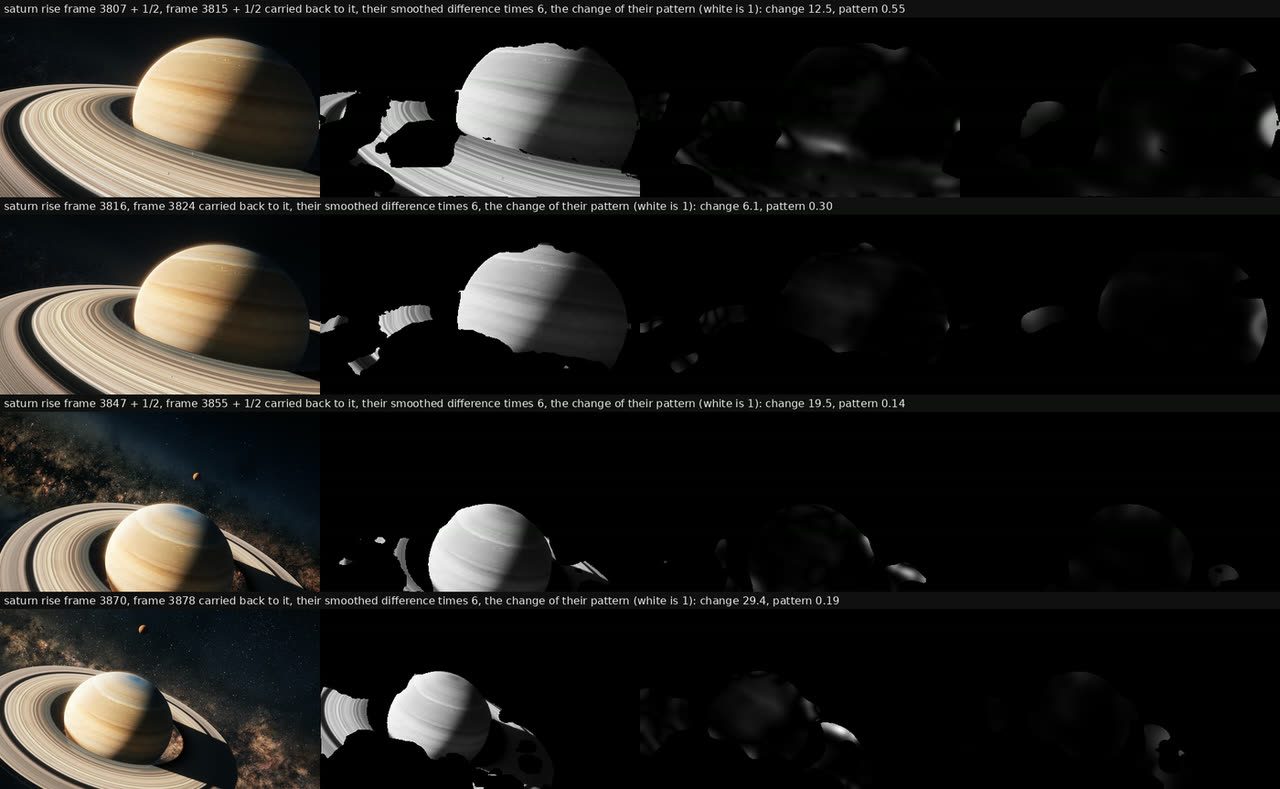 saturn rise frame 3807 + 1/2, frame 3815 + 1/2 carried back to it, their smoothed difference times 6, the change of their pattern (white is 1): change 12.5, pattern 0.55
saturn rise frame 3816, frame 3824 carried back to it, their smoothed difference times 6, the change of their pattern (white is 1): change 6.1, pattern 0.30
saturn rise frame 3847 + 1/2, frame 3855 + 1/2 carried back to it, their smoothed difference times 6, the change of their pattern (white is 1): change 19.5, pattern 0.14
saturn rise frame 3870, frame 3878 carried back to it, their smoothed difference times 6, the change of their pattern (white is 1): change 29.4, pattern 0.19